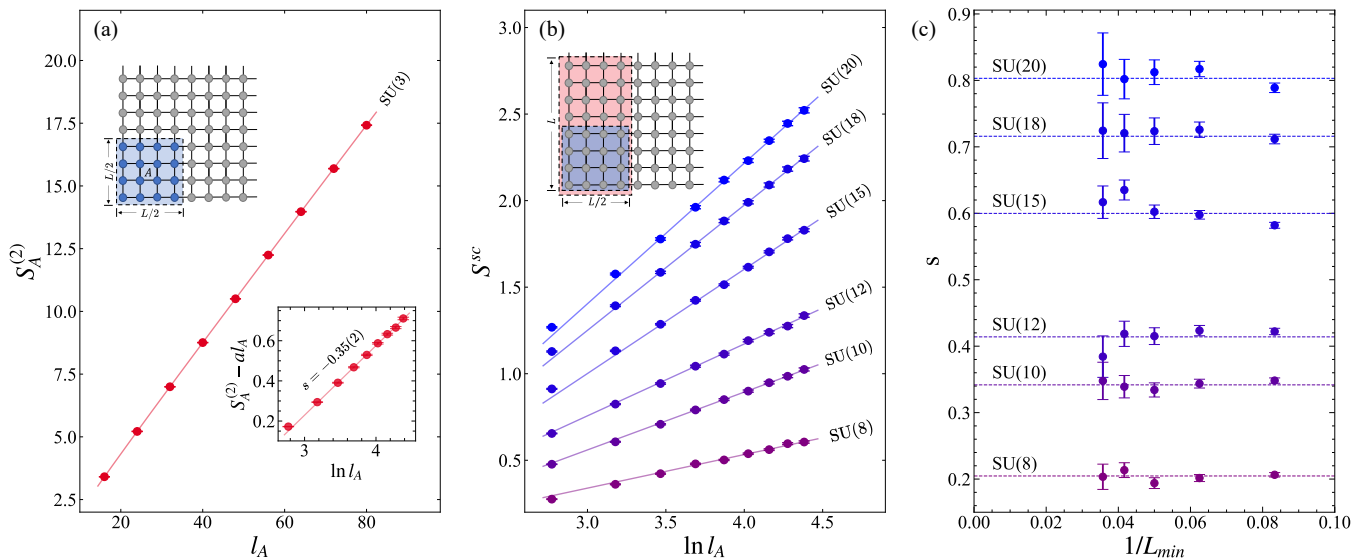 (a)
20.0
17.5
15.0
12.5
10.0
7.5
5.0
2.5
S_A^{(2)}
20
40
60
80
l_A
SU(3)
L/2
A
L/2
0.6
0.4
0.2
S_A^{(2)} − al_A
s = −0.35(2)
3
4
ln l_A
(b)
3.0
2.5
2.0
1.5
1.0
0.5
S^{sc}
3.0
3.5
4.0
4.5
ln l_A
L
L/2
SU(20)
SU(18)
SU(15)
SU(12)
SU(10)
SU(8)
(c)
0.9
0.8
0.7
0.6
0.5
0.4
0.3
0.2
s
SU(20)
SU(18)
SU(15)
SU(12)
SU(10)
SU(8)
0.00
0.02
0.04
0.06
0.08
0.10
1/L_{min}